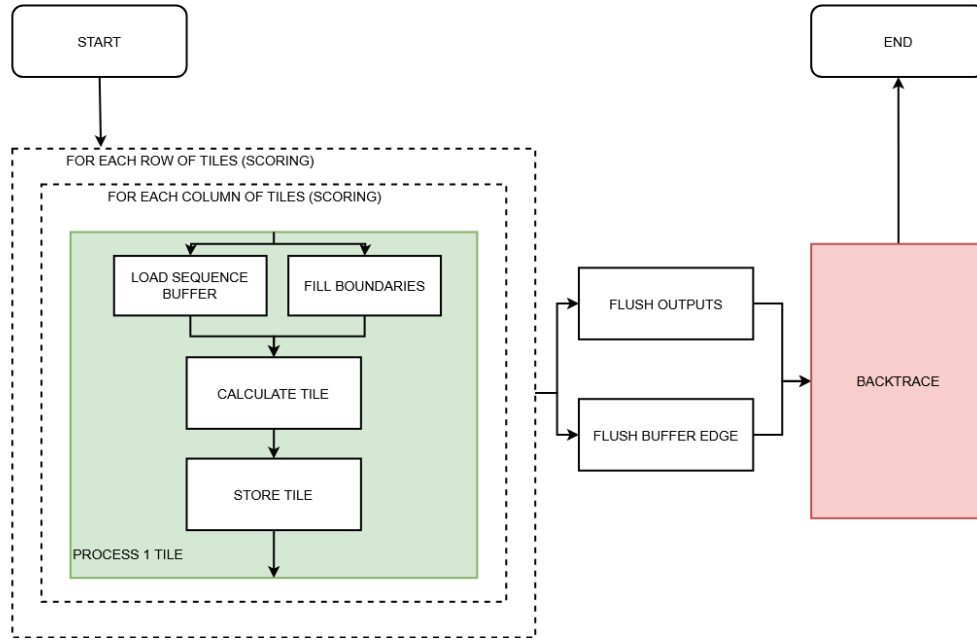 START
END
FOR EACH ROW OF TILES (SCORING)
FOR EACH COLUMN OF TILES (SCORING)
LOAD SEQUENCE
BUFFER
FILL BOUNDARIES
CALCULATE TILE
STORE TILE
PROCESS 1 TILE
FLUSH OUTPUTS
FLUSH BUFFER EDGE
BACKTRACE